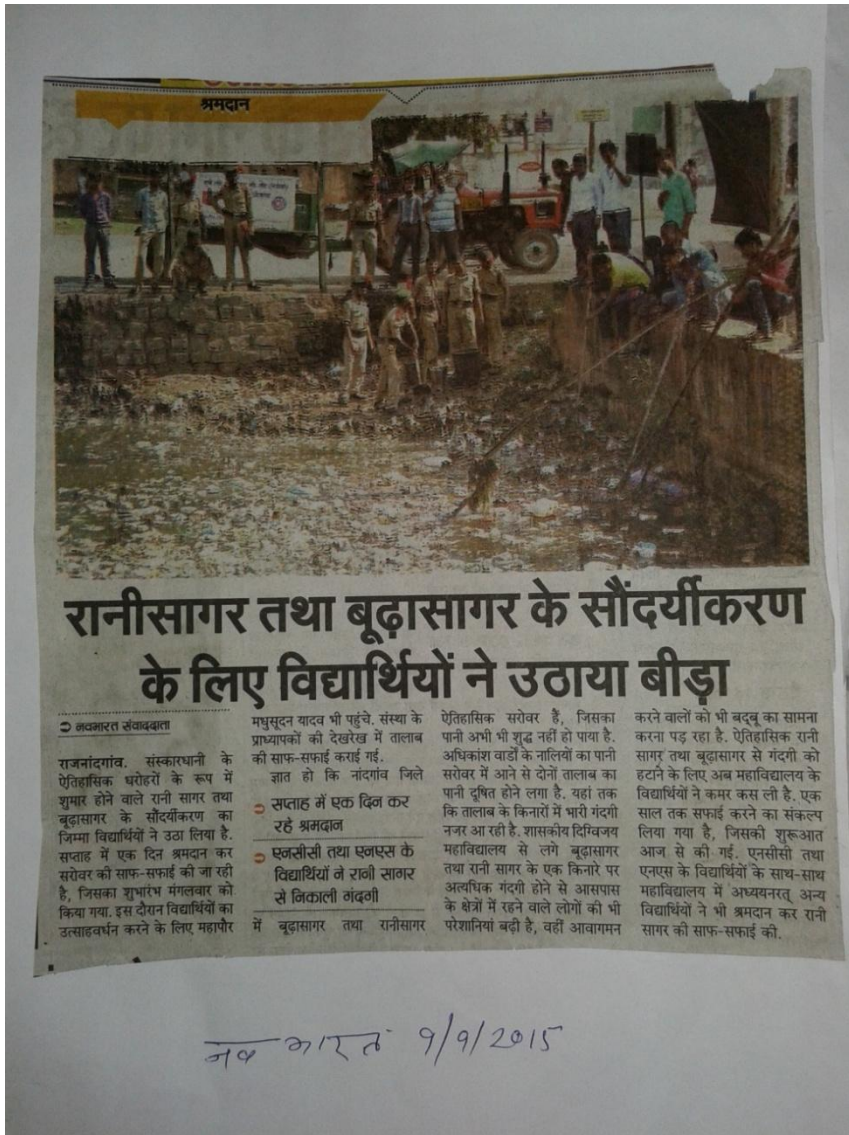 श्रमदान
रानीसागर तथा बूढ़ासागर के सौंदर्यीकरण
के लिए विद्यार्थियों ने उठाया बीड़ा
नवभारत संवाददाता
राजनांदगांव. संस्कारधानी के
ऐतिहासिक धरोहरों के रूप में
शुमार होने वाले रानी सागर तथा
बूढ़ासागर के सौंदर्यीकरण का
जिम्मा विद्यार्थियों ने उठा लिया है.
सप्ताह में एक दिन श्रमदान कर
सरोवर की साफ-सफाई की जा रही
है, जिसका शुभारंभ मंगलवार को
किया गया. इस दौरान विद्यार्थियों का
उत्साहवर्धन करने के लिए महापौर
मधुसूदन यादव भी पहुंचे. संस्था के
प्राध्यापकों की देखरेख में तालाब
की साफ-सफाई कराई गई.
ज्ञात हो कि नांदगांव जिले
सप्ताह में एक दिन कर
रहे श्रमदान
एनसीसी तथा एनएस के
विद्यार्थियों ने रानी सागर
से निकाली गंदगी
में बूढ़ासागर तथा रानीसागर
ऐतिहासिक सरोवर हैं, जिसका
पानी अभी भी शुद्ध नहीं हो पाया है.
अधिकांश वार्डों के नालियों का पानी
सरोवर में आने से दोनों तालाब का
पानी दूषित होने लगा है. यहां तक
कि तालाब के किनारों में भारी गंदगी
नजर आ रही है. शासकीय दिग्विजय
महाविद्यालय से लगे बूढ़ासागर
तथा रानी सागर के एक किनारे पर
अत्यधिक गंदगी होने से आसपास
के क्षेत्रों में रहने वाले लोगों की भी
परेशानियां बढ़ी है, वहीं आवागमन
करने वालों को भी बदबू का सामना
करना पड़ रहा है. ऐतिहासिक रानी
सागर तथा बूढ़ासागर से गंदगी को
हटाने के लिए अब महाविद्यालय के
विद्यार्थियों ने कमर कस ली है. एक
साल तक सफाई करने का संकल्प
लिया गया है, जिसकी शुरूआत
आज से की गई. एनसीसी तथा
एनएस के विद्यार्थियों के साथ-साथ
महाविद्यालय में अध्ययनरत् अन्य
विद्यार्थियों ने भी श्रमदान कर रानी
सागर की साफ-सफाई की.
नव भारत 9/9/2015